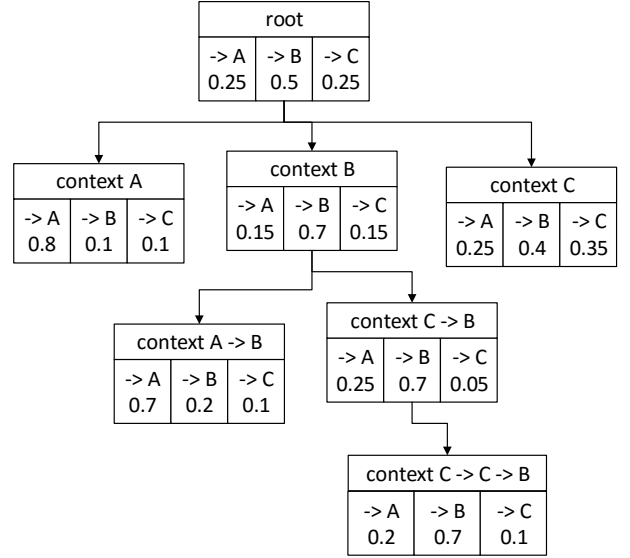 root
-> A -> B -> C
0.25 0.5 0.25
context A
-> A -> B -> C
0.8 0.1 0.1
context B
-> A -> B -> C
0.15 0.7 0.15
context C
-> A -> B -> C
0.25 0.4 0.35
context A -> B
-> A -> B -> C
0.7 0.2 0.1
context C -> B
-> A -> B -> C
0.25 0.7 0.05
context C -> C -> B
-> A -> B -> C
0.2 0.7 0.1